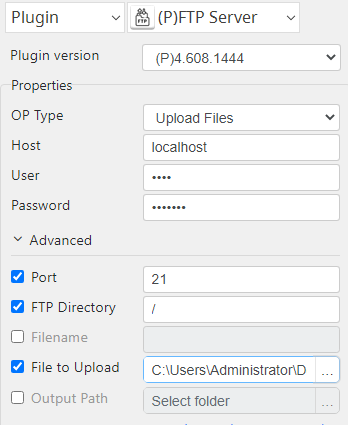 Plugin (P)FTP Server
Plugin version (P)4.608.1444
Properties
OP Type Upload Files
Host localhost
User ••••
Password •••••••
Advanced
Port 21
FTP Directory /
Filename
File to Upload C:\Users\Administrator\D ...
Output Path Select folder ...